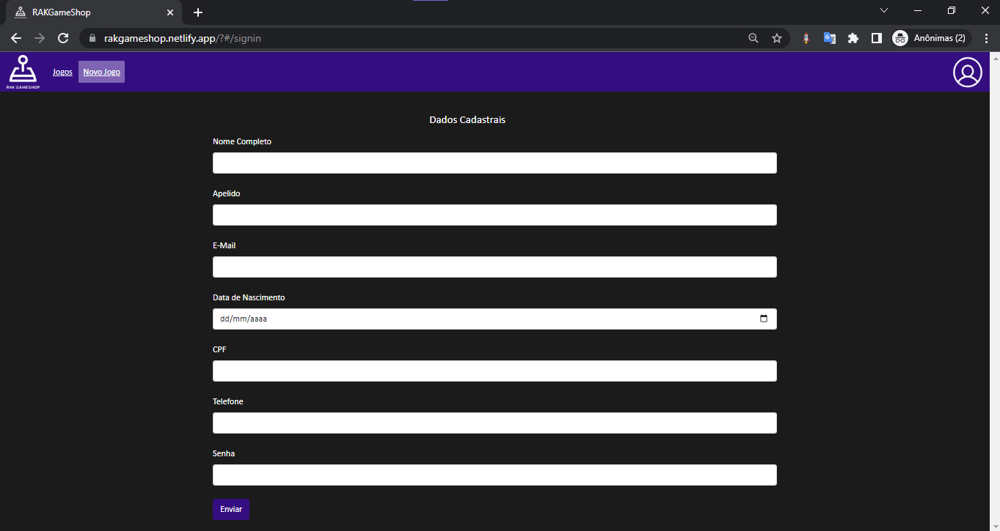 RAKGameShop
rakgameshop.netlify.app/?#/signin
Anônimas (2)
RAK GAMESHOP
Jogos
Novo Jogo
Dados Cadastrais
Nome Completo
Apelido
E-Mail
Data de Nascimento
dd/mm/aaaa
CPF
Telefone
Senha
Enviar